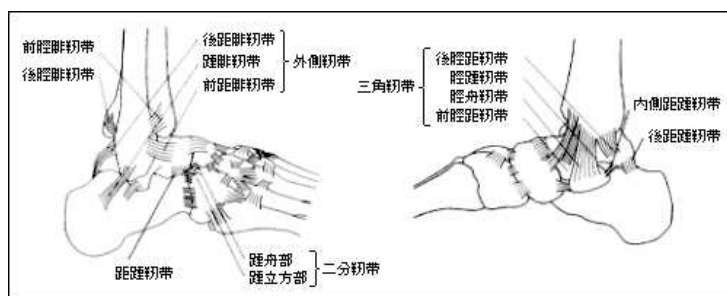 前脛腓靭帯
後脛腓靭帯
後距腓靭帯
踵腓靭帯
前距腓靭帯
外側靭帯
距踵靭帯
踵舟部
踵立方部
二分靭帯
三角靭帯
後脛距靭帯
脛踵靭帯
脛舟靭帯
前脛距靭帯
内側距踵靭帯
後距踵靭帯